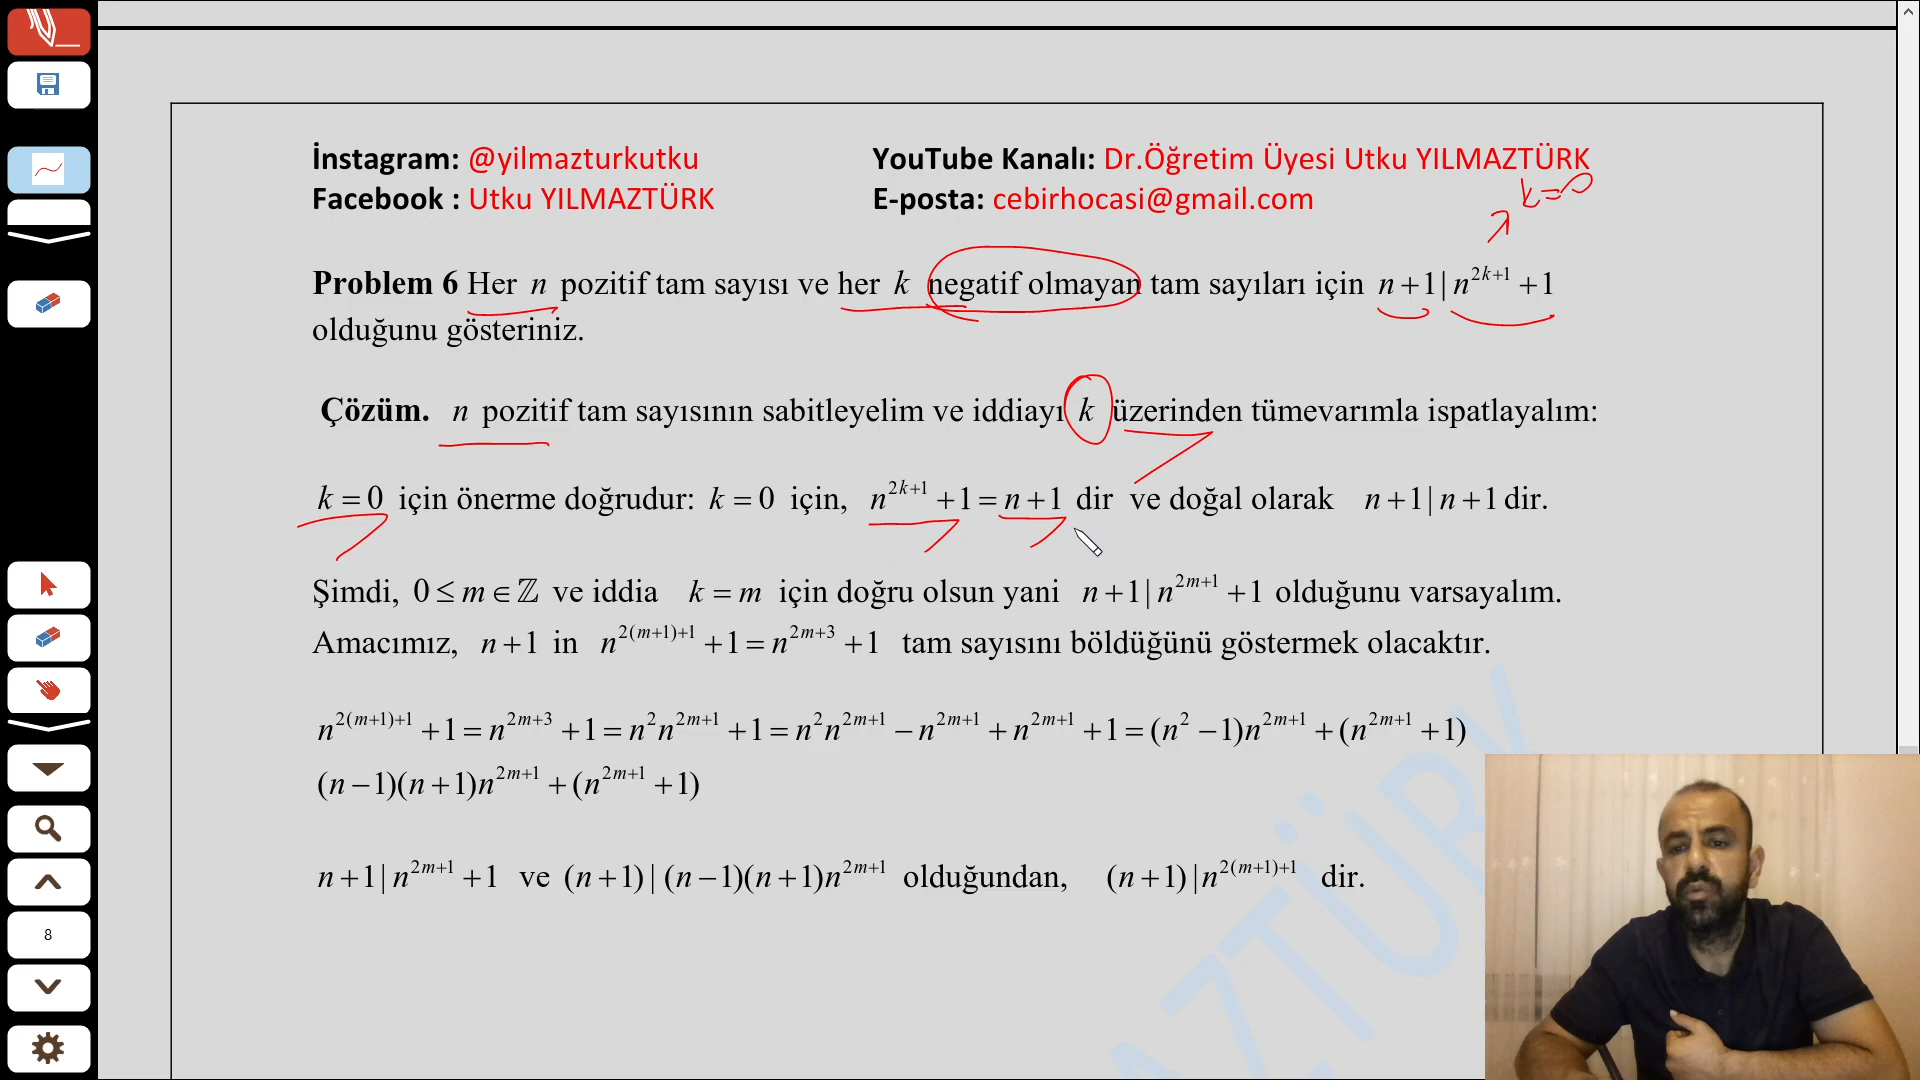 İnstagram: @yilmazturkutku YouTube Kanalı: Dr.Öğretim Üyesi Utku YILMAZTÜRK
Facebook : Utku YILMAZTÜRK E-posta: cebirhocasi@gmail.com
k=0
Problem 6 Her n pozitif tam sayısı ve her k negatif olmayan tam sayıları için n+1|n^{2k+1}+1
olduğunu gösteriniz.
Çözüm. n pozitif tam sayısının sabitleyelim ve iddiayı k üzerinden tümevarımla ispatlayalım:
k=0 için önerme doğrudur: k=0 için, n^{2k+1}+1=n+1 dir ve doğal olarak n+1|n+1 dir.
Şimdi, 0≤m∈ℤ ve iddia k=m için doğru olsun yani n+1|n^{2m+1}+1 olduğunu varsayalım.
Amacımız, n+1 in n^{2(m+1)+1}+1=n^{2m+3}+1 tam sayısını böldüğünü göstermek olacaktır.
n^{2(m+1)+1}+1=n^{2m+3}+1=n^2n^{2m+1}+1=n^2n^{2m+1}-n^{2m+1}+n^{2m+1}+1=(n^2-1)n^{2m+1}+(n^{2m+1}+1)
(n-1)(n+1)n^{2m+1}+(n^{2m+1}+1)
n+1|n^{2m+1}+1 ve (n+1)|(n-1)(n+1)n^{2m+1} olduğundan, (n+1)|n^{2(m+1)+1} dir.
AZTÜRK
8